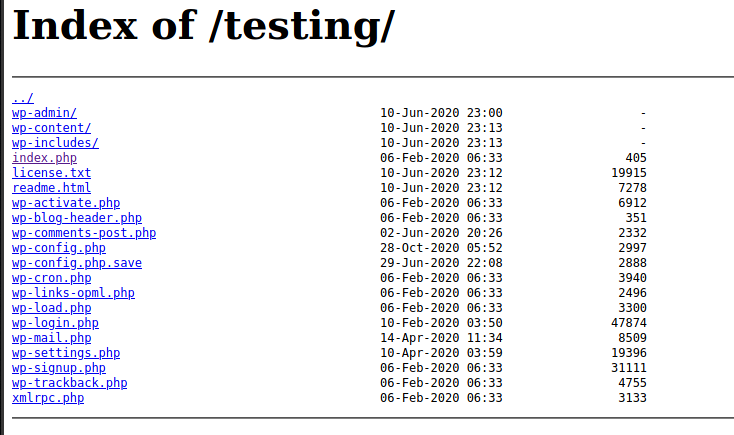 Index of /testing/
../
wp-admin/ 10-Jun-2020 23:00 -
wp-content/ 10-Jun-2020 23:13 -
wp-includes/ 10-Jun-2020 23:13 -
index.php 06-Feb-2020 06:33 405
license.txt 10-Jun-2020 23:12 19915
readme.html 10-Jun-2020 23:12 7278
wp-activate.php 06-Feb-2020 06:33 6912
wp-blog-header.php 06-Feb-2020 06:33 351
wp-comments-post.php 02-Jun-2020 20:26 2332
wp-config.php 28-Oct-2020 05:52 2997
wp-config.php.save 29-Jun-2020 22:08 2888
wp-cron.php 06-Feb-2020 06:33 3940
wp-links-opml.php 06-Feb-2020 06:33 2496
wp-load.php 06-Feb-2020 06:33 3300
wp-login.php 10-Feb-2020 03:50 47874
wp-mail.php 14-Apr-2020 11:34 8509
wp-settings.php 10-Apr-2020 03:59 19396
wp-signup.php 06-Feb-2020 06:33 31111
wp-trackback.php 06-Feb-2020 06:33 4755
xmlrpc.php 06-Feb-2020 06:33 3133